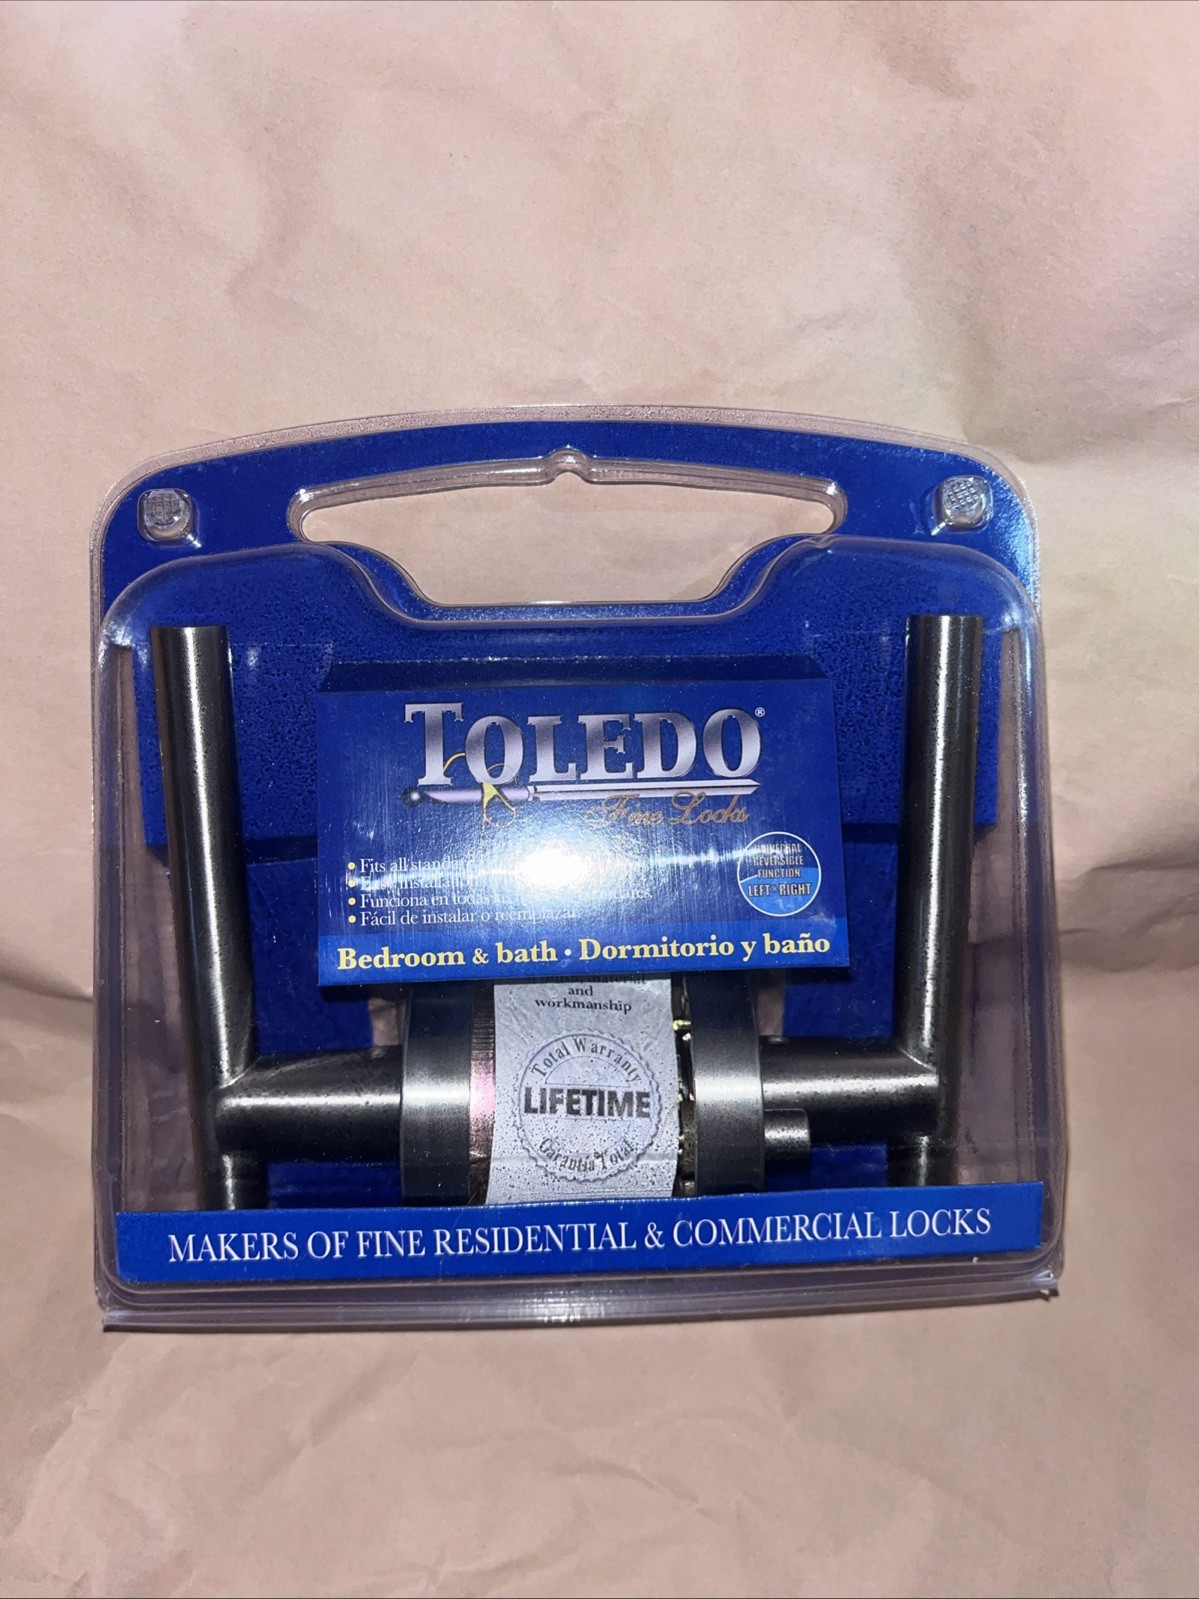 TOLEDO®
Fine Locks
• Fits all standard
• Easy
• Funciona en todas
• Fácil de instalar o reemplazar.
UNIVERSAL
REVERSIBLE
FUNCTION
LEFT RIGHT
Bedroom & bath • Dormitorio y baño
and
workmanship
Total Warranty
LIFETIME
Garantía Total
MAKERS OF FINE RESIDENTIAL & COMMERCIAL LOCKS